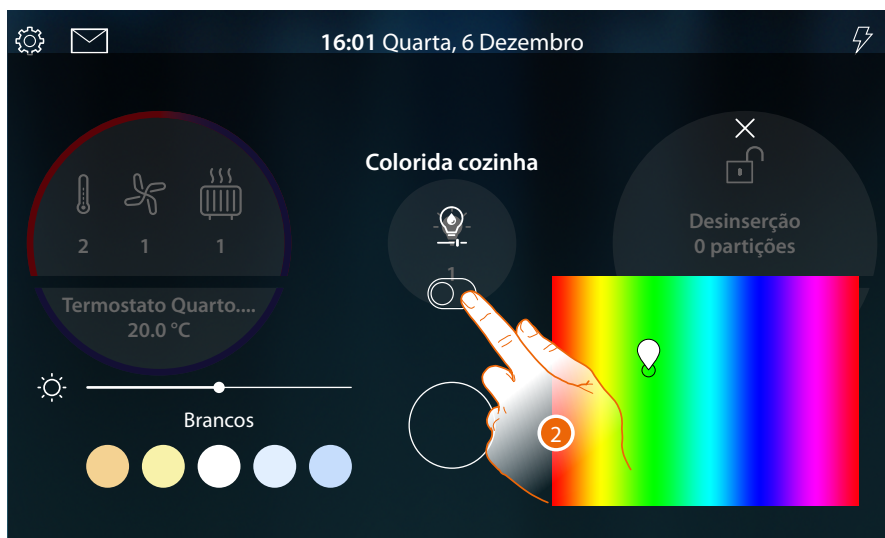 16:01 Quarta, 6 Dezembro
Colorida cozinha
2 1 1
1
Desinserção
0 partições
Termostato Quarto....
20.0 °C
Brancos
2